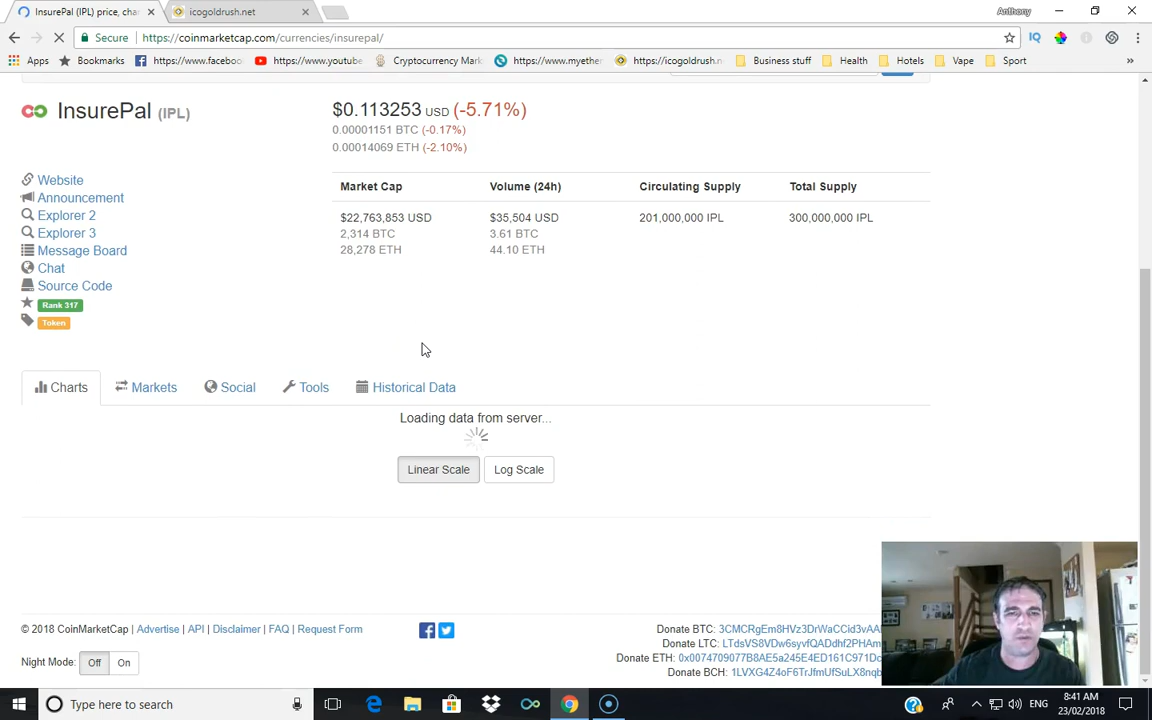 InsurePal (IPL) price, cha
icogoldrush.net
Anthony
Secure
https://coinmarketcap.com/currencies/insurepal/
Apps
Bookmarks
https://www.faceboo
https://www.youtube
Cryptocurrency Mark
https://www.myether
https://icogoldrush.n
Business stuff
Health
Hotels
Vape
Sport
InsurePal (IPL)
$0.113253 USD (-5.71%)
0.00001151 BTC (-0.17%)
0.00014069 ETH (-2.10%)
Website
Announcement
Explorer 2
Explorer 3
Message Board
Chat
Source Code
Rank 317
Token
Market Cap Volume (24h) Circulating Supply Total Supply
$22,763,853 USD $35,504 USD 201,000,000 IPL 300,000,000 IPL
2,314 BTC 3.61 BTC
28,278 ETH 44.10 ETH
Charts Markets Social Tools Historical Data
Loading data from server...
Linear Scale Log Scale
© 2018 CoinMarketCap | Advertise | API | Disclaimer | FAQ | Request Form
Night Mode: Off On
Donate BTC: 3CMCRgEm8HVz3DrWaCCid3vAA
Donate LTC: LTdsVS8VDw6syvfQADdhf2PHAm
Donate ETH: 0x0074709077B8AE5a245E4ED161C971Dc
Donate BCH: 1LVXG4Z4oF6TrJfmUfSuLX8nqb
Type here to search
ENG
8:41 AM
23/02/2018